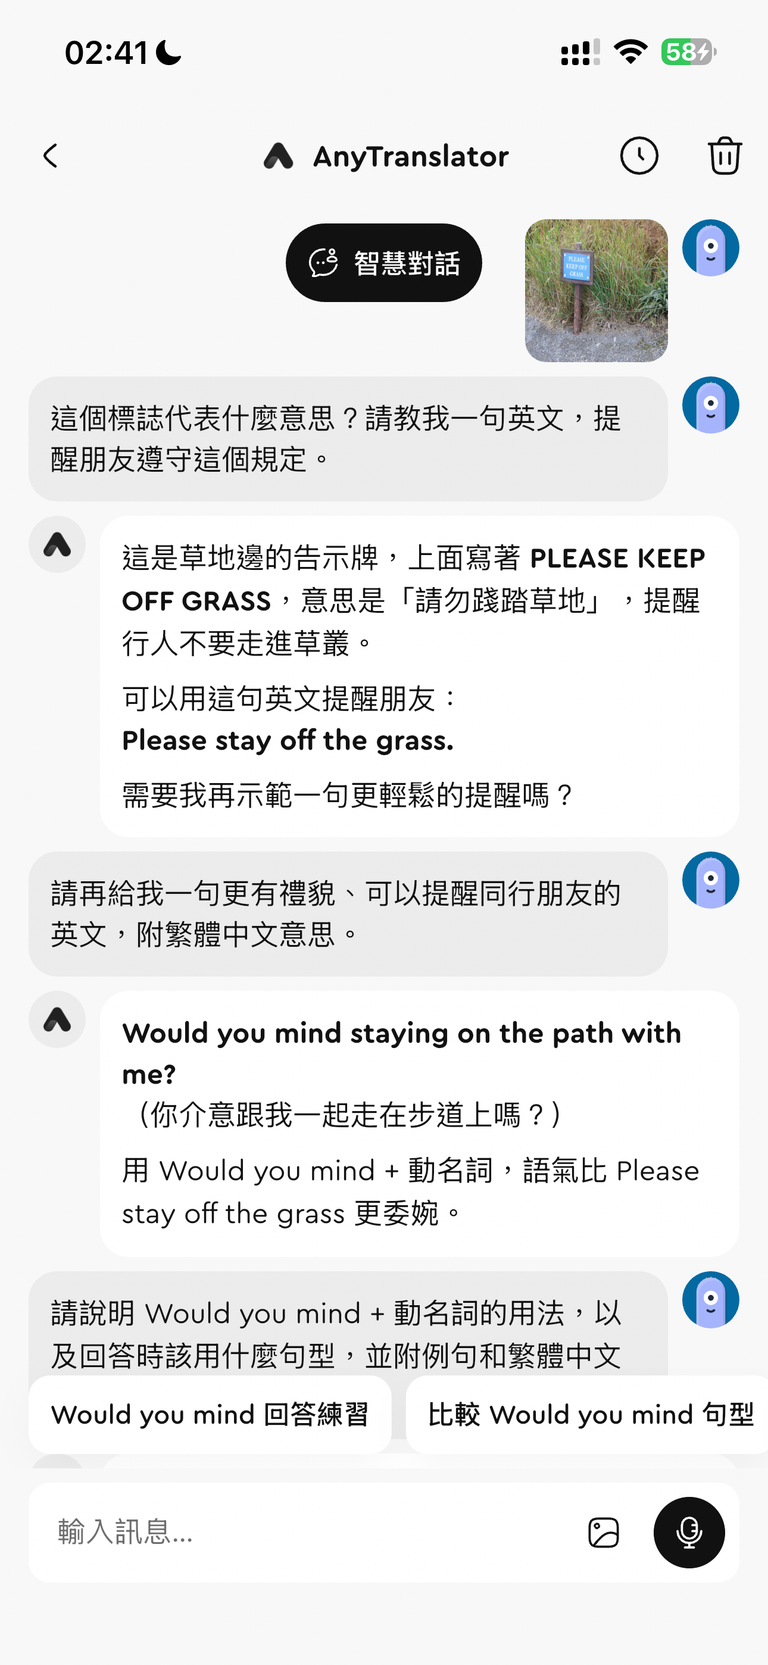 02:41
58
AnyTranslator
智慧對話
PLEASE
KEEP OFF
GRASS
這個標誌代表什麼意思？請教我一句英文，提
醒朋友遵守這個規定。
這是草地邊的告示牌，上面寫著 PLEASE KEEP
OFF GRASS，意思是「請勿踐踏草地」，提醒
行人不要走進草叢。
可以用這句英文提醒朋友：
Please stay off the grass.
需要我再示範一句更輕鬆的提醒嗎？
請再給我一句更有禮貌、可以提醒同行朋友的
英文，附繁體中文意思。
Would you mind staying on the path with
me?
（你介意跟我一起走在步道上嗎？）
用 Would you mind + 動名詞，語氣比 Please
stay off the grass 更委婉。
請說明 Would you mind + 動名詞的用法，以
及回答時該用什麼句型，並附例句和繁體中文
Would you mind 回答練習
比較 Would you mind 句型
輸入訊息...